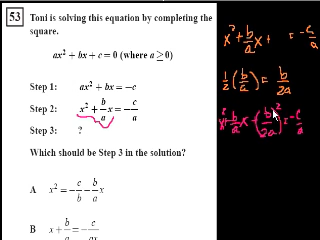 53 Toni is solving this equation by completing the square.
ax² + bx + c = 0 (where a ≥ 0)
Step 1: ax² + bx = −c
Step 2: x² + b/a x = − c/a
Step 3: ?
Which should be Step 3 in the solution?
A x² = − c/b − b/a x
B x + b/a = − c/ax
x² + b/a x + = −c/a
1/2 (b/a) = b/2a
x² + b/a x + (b/2a)² = −c/a